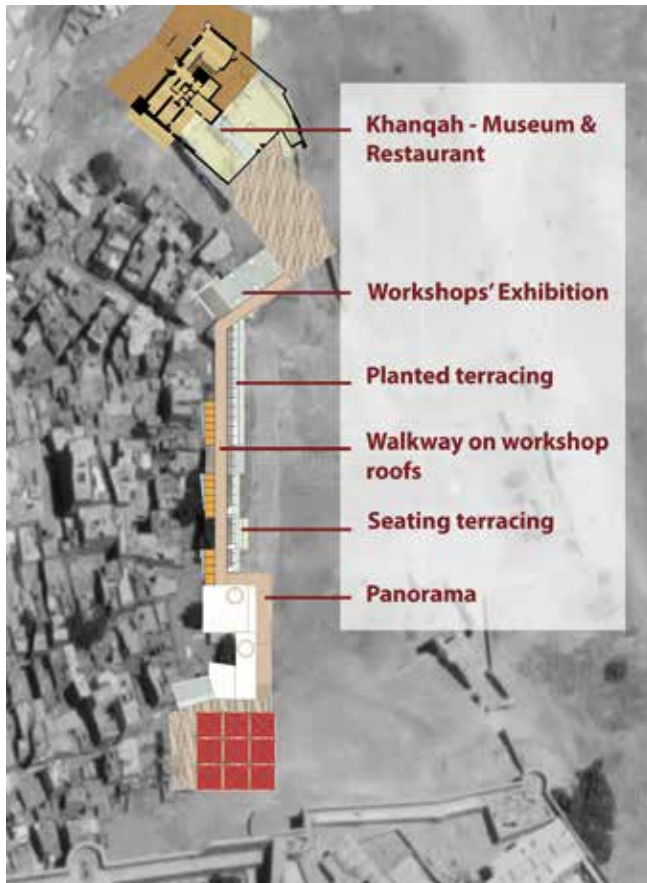 Khanqah - Museum &
Restaurant
Workshops' Exhibition
Planted terracing
Walkway on workshop
roofs
Seating terracing
Panorama